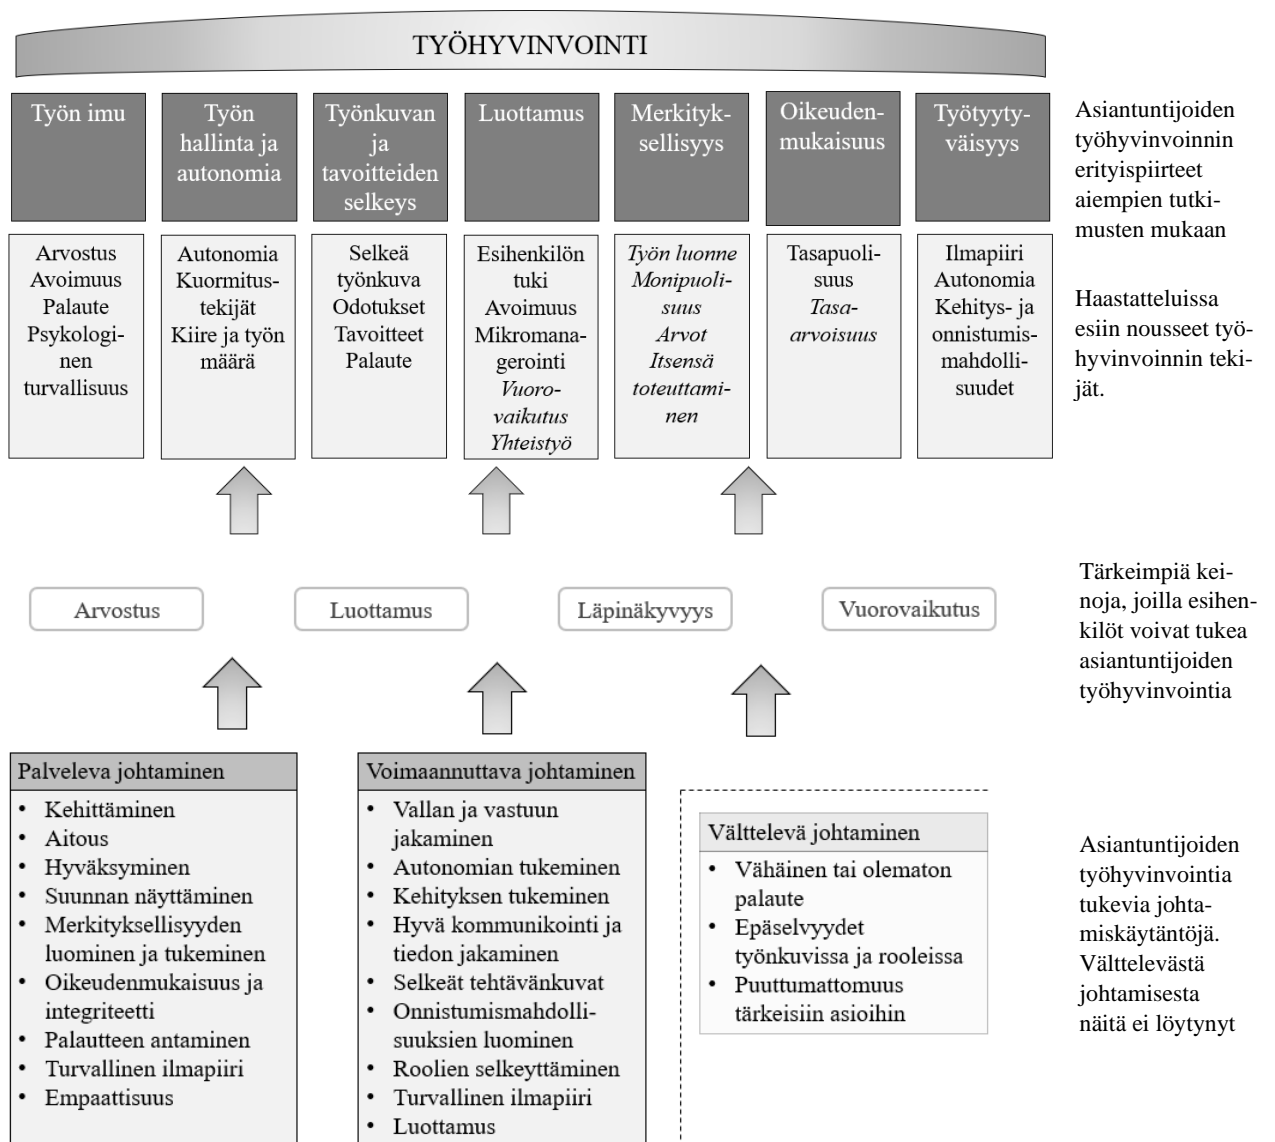 TYÖHYVINVOINTI
Työn imu
Työn
hallinta ja
autonomia
Työnkuvan
ja
tavoitteiden
selkeys
Luottamus
Merkityk-
sellisyys
Oikeuden-
mukaisuus
Työtyyty-
väisyys
Asiantuntijoiden
työhyvinvoinnin
erityispiirteet
aiempien tutki-
musten mukaan
Arvostus
Avoimuus
Palaute
Psykologi-
nen
turvallisuus
Autonomia
Kuormitus-
tekijät
Kiire ja työn
määrä
Selkeä
työnkuva
Odotukset
Tavoitteet
Palaute
Esihenkilön
tuki
Avoimuus
Mikromana-
gerointi
Vuoro-
vaikutus
Yhteistyö
Työn luonne
Monipuoli-
suus
Arvot
Itsensä
toteuttami-
nen
Tasapuoli-
suus
Tasa-
arvoisuus
Ilmapiiri
Autonomia
Kehitys- ja
onnistumis-
mahdolli-
suudet
Haastatteluissa
esiin nousseet työ-
hyvinvoinnin teki-
jät.
Arvostus
Luottamus
Läpinäkyvyys
Vuorovaikutus
Tärkeimpiä kei-
noja, joilla esihen-
kilöt voivat tukea
asiantuntijoiden
työhyvinvointia
Palveleva johtaminen
• Kehittäminen
• Aitous
• Hyväksyminen
• Suunnan näyttäminen
• Merkityksellisyyden
luominen ja tukeminen
• Oikeudenmukaisuus ja
integriteetti
• Palautteen antaminen
• Turvallinen ilmapiiri
• Empaattisuus
Voimaannuttava johtaminen
• Vallan ja vastuun
jakaminen
• Autonomian tukeminen
• Kehityksen tukeminen
• Hyvä kommunikointi ja
tiedon jakaminen
• Selkeät tehtävänkuvat
• Onnistumismahdolli-
suuksien luominen
• Roolien selkeyttäminen
• Turvallinen ilmapiiri
• Luottamus
Välttelevä johtaminen
• Vähäinen tai olematon
palaute
• Epäselvyydet
työnkuvissa ja rooleissa
• Puuttumattomuus
tärkeisiin asioihin
Asiantuntijoiden
työhyvinvointia
tukevia johta-
miskäytäntöjä.
Välttelevästä
johtamisesta
näitä ei löytynyt